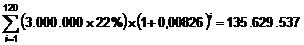 120
∑ (3.000.000 x 22%) x (1 + 0,00826)^i = 135.629.537
i=1